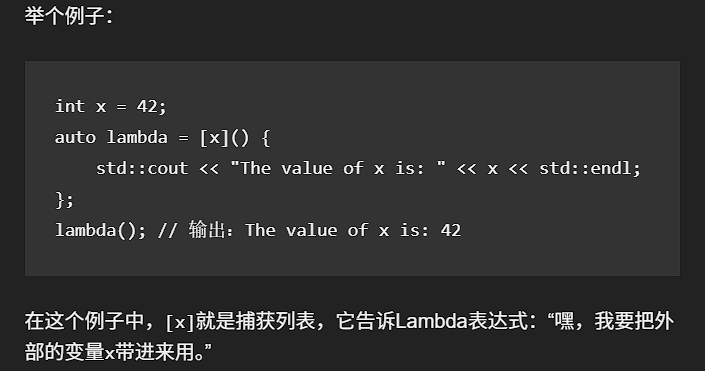 举个例子：
int x = 42;
auto lambda = [x]() {
    std::cout << "The value of x is: " << x << std::endl;
};
lambda(); // 输出：The value of x is: 42
在这个例子中，[x]就是捕获列表，它告诉Lambda表达式：“嘿，我要把外
部的变量x带进来用。”